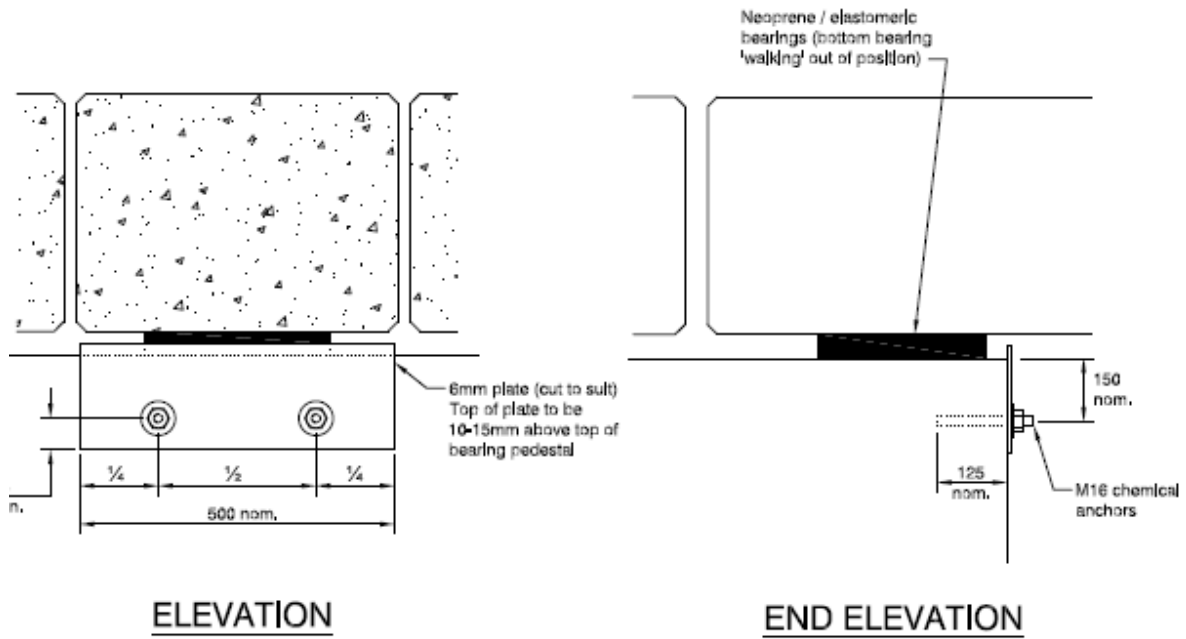 Neoprene / elastomeric
bearings (bottom bearing
'walking' out of position)
6mm plate (cut to suit)
Top of plate to be
10-15mm above top of
bearing pedestal
150
nom.
¼
½
¼
n.
500 nom.
125
nom.
M16 chemical
anchors
ELEVATION
END ELEVATION